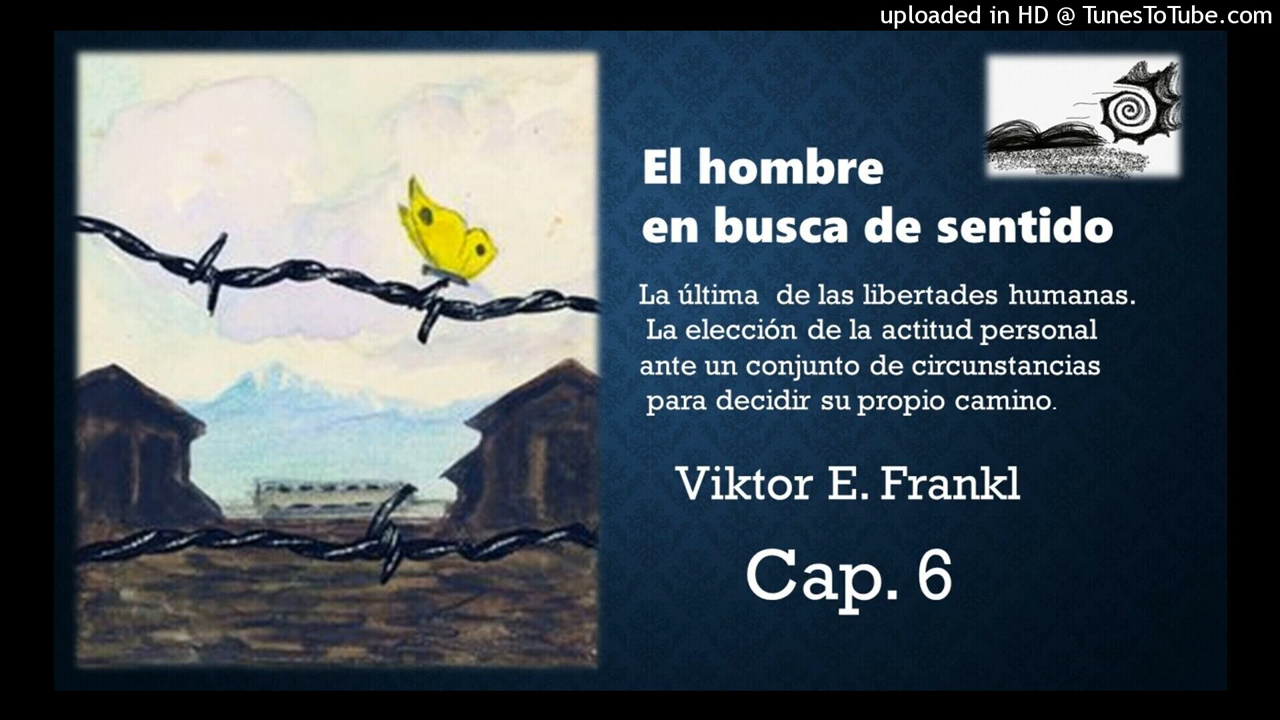 uploaded in HD @ TunesToTube.com
El hombre
en busca de sentido
La última de las libertades humanas.
La elección de la actitud personal
ante un conjunto de circunstancias
para decidir su propio camino.
Viktor E. Frankl
Cap. 6